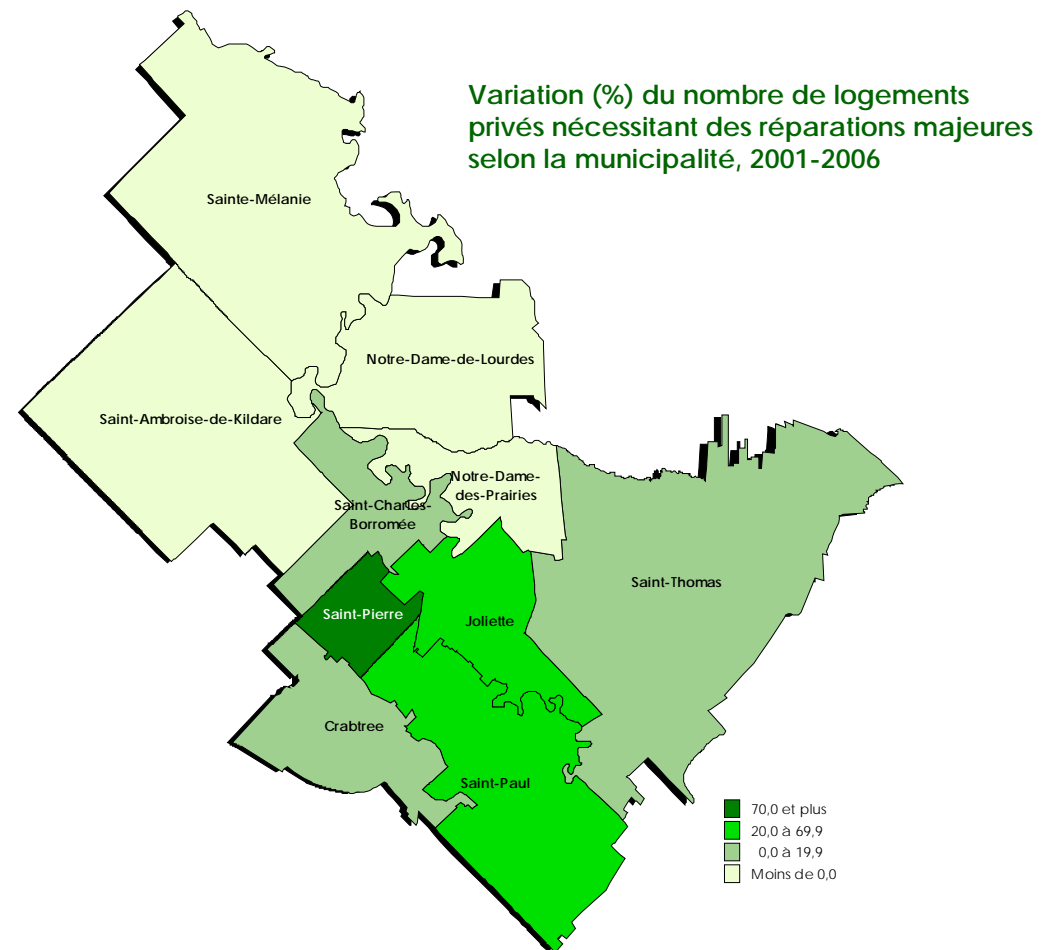 Variation (%) du nombre de logements
privés nécessitant des réparations majeures
selon la municipalité, 2001-2006
Sainte-Mélanie
Notre-Dame-de-Lourdes
Saint-Ambroise-de-Kildare
Notre-Dame-
des-Prairies
Saint-Charles-
Borromée
Saint-Thomas
Saint-Pierre
Joliette
Crabtree
Saint-Paul
70,0 et plus
20,0 à 69,9
0,0 à 19,9
Moins de 0,0